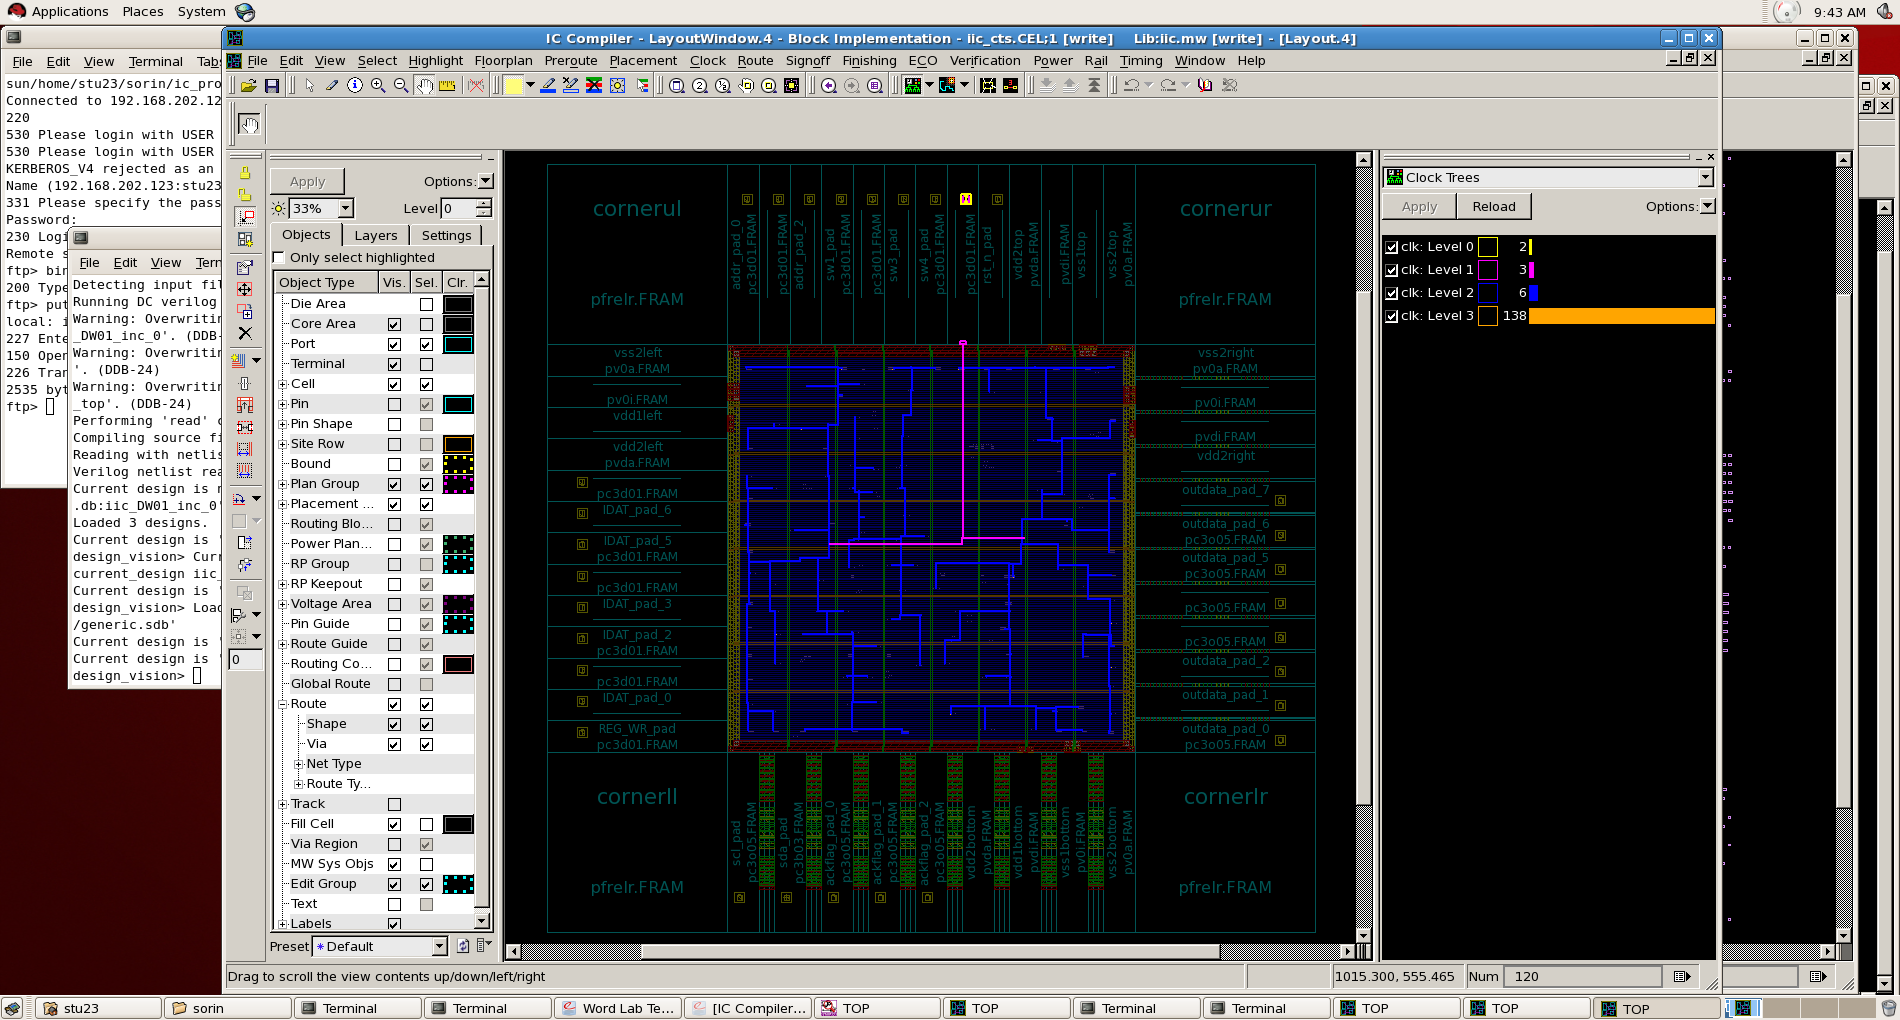 Applications Places System 9:43 AM
File Edit View Terminal Tabs
sun/home/stu23/sorin/ic_pro
Connected to 192.168.202.12
220
530 Please login with USER
530 Please login with USER
KERBEROS_V4 rejected as an
Name (192.168.202.123:stu23
331 Please specify the pass
Password:
230 Logi
Remote s
ftp> bin
200 Type
ftp> put
local: i
227 Ente
150 Open
226 Tran
2535 byt
ftp>
File Edit View Tern
Detecting input fil
Running DC verilog
Warning: Overwritin
_DW01_inc_0'. (DDB-
Warning: Overwritin
'. (DDB-24)
Warning: Overwritin
_top'. (DDB-24)
Performing 'read' c
Compiling source fi
Reading with netlis
Verilog netlist rea
Current design is n
.db:iic_DW01_inc_0'
Loaded 3 designs.
Current design is '
design_vision> Curr
current_design iic_
Current design is '
design_vision> Load
/generic.sdb'
Current design is '
Current design is '
design_vision>
IC Compiler - LayoutWindow.4 - Block Implementation - iic_cts.CEL;1 [write] Lib:iic.mw [write] - [Layout.4]
File Edit View Select Highlight Floorplan Preroute Placement Clock Route Signoff Finishing ECO Verification Power Rail Timing Window Help
Apply Options:
33% Level 0
Objects Layers Settings
Only select highlighted
Object Type Vis. Sel. Clr.
Die Area
Core Area
Port
Terminal
Cell
Pin
Pin Shape
Site Row
Bound
Plan Group
Placement ...
Routing Blo...
Power Plan...
RP Group
RP Keepout
Voltage Area
Pin Guide
Route Guide
Routing Co...
Global Route
Route
Shape
Via
Net Type
Route Ty...
Track
Fill Cell
Via Region
MW Sys Objs
Edit Group
Text
Labels
0
Preset *Default
cornerul
pfrelr.FRAM
addr_pad_0
pc3d01.FRAM
pc3d01.FRAM
addr_pad_2
sw1_pad
pc3d01.FRAM
pc3d01.FRAM
sw3_pad
sw4_pad
pc3d01.FRAM
pc3d01.FRAM
rst_n_pad
vdd2top
pvda.FRAM
pvdi.FRAM
vss1top
vss2top
pv0a.FRAM
cornerur
pfrelr.FRAM
vss2left
pv0a.FRAM
pv0i.FRAM
vdd1left
vdd2left
pvda.FRAM
pc3d01.FRAM
IDAT_pad_6
IDAT_pad_5
pc3d01.FRAM
pc3d01.FRAM
IDAT_pad_3
IDAT_pad_2
pc3d01.FRAM
pc3d01.FRAM
IDAT_pad_0
REG_WR_pad
pc3d01.FRAM
vss2right
pv0a.FRAM
pv0i.FRAM
pvdi.FRAM
vdd2right
outdata_pad_7
outdata_pad_6
pc3o05.FRAM
outdata_pad_5
pc3o05.FRAM
pc3o05.FRAM
pc3o05.FRAM
outdata_pad_2
outdata_pad_1
outdata_pad_0
pc3o05.FRAM
cornerll
pfrelr.FRAM
scl_pad
pc3o05.FRAM
sda_pad
pc3b03.FRAM
ackflag_pad_0
pc3o05.FRAM
ackflag_pad_1
pc3o05.FRAM
ackflag_pad_2
pc3o05.FRAM
vdd2bottom
pvda.FRAM
vdd1bottom
pvdi.FRAM
vss1bottom
pv0i.FRAM
vss2bottom
pv0a.FRAM
cornerlr
pfrelr.FRAM
Clock Trees
Apply Reload Options:
clk: Level 0 2
clk: Level 1 3
clk: Level 2 6
clk: Level 3 138
Drag to scroll the view contents up/down/left/right 1015.300, 555.465 Num 120
stu23 sorin Terminal Terminal Word Lab Te... [IC Compiler... TOP TOP Terminal Terminal TOP TOP TOP